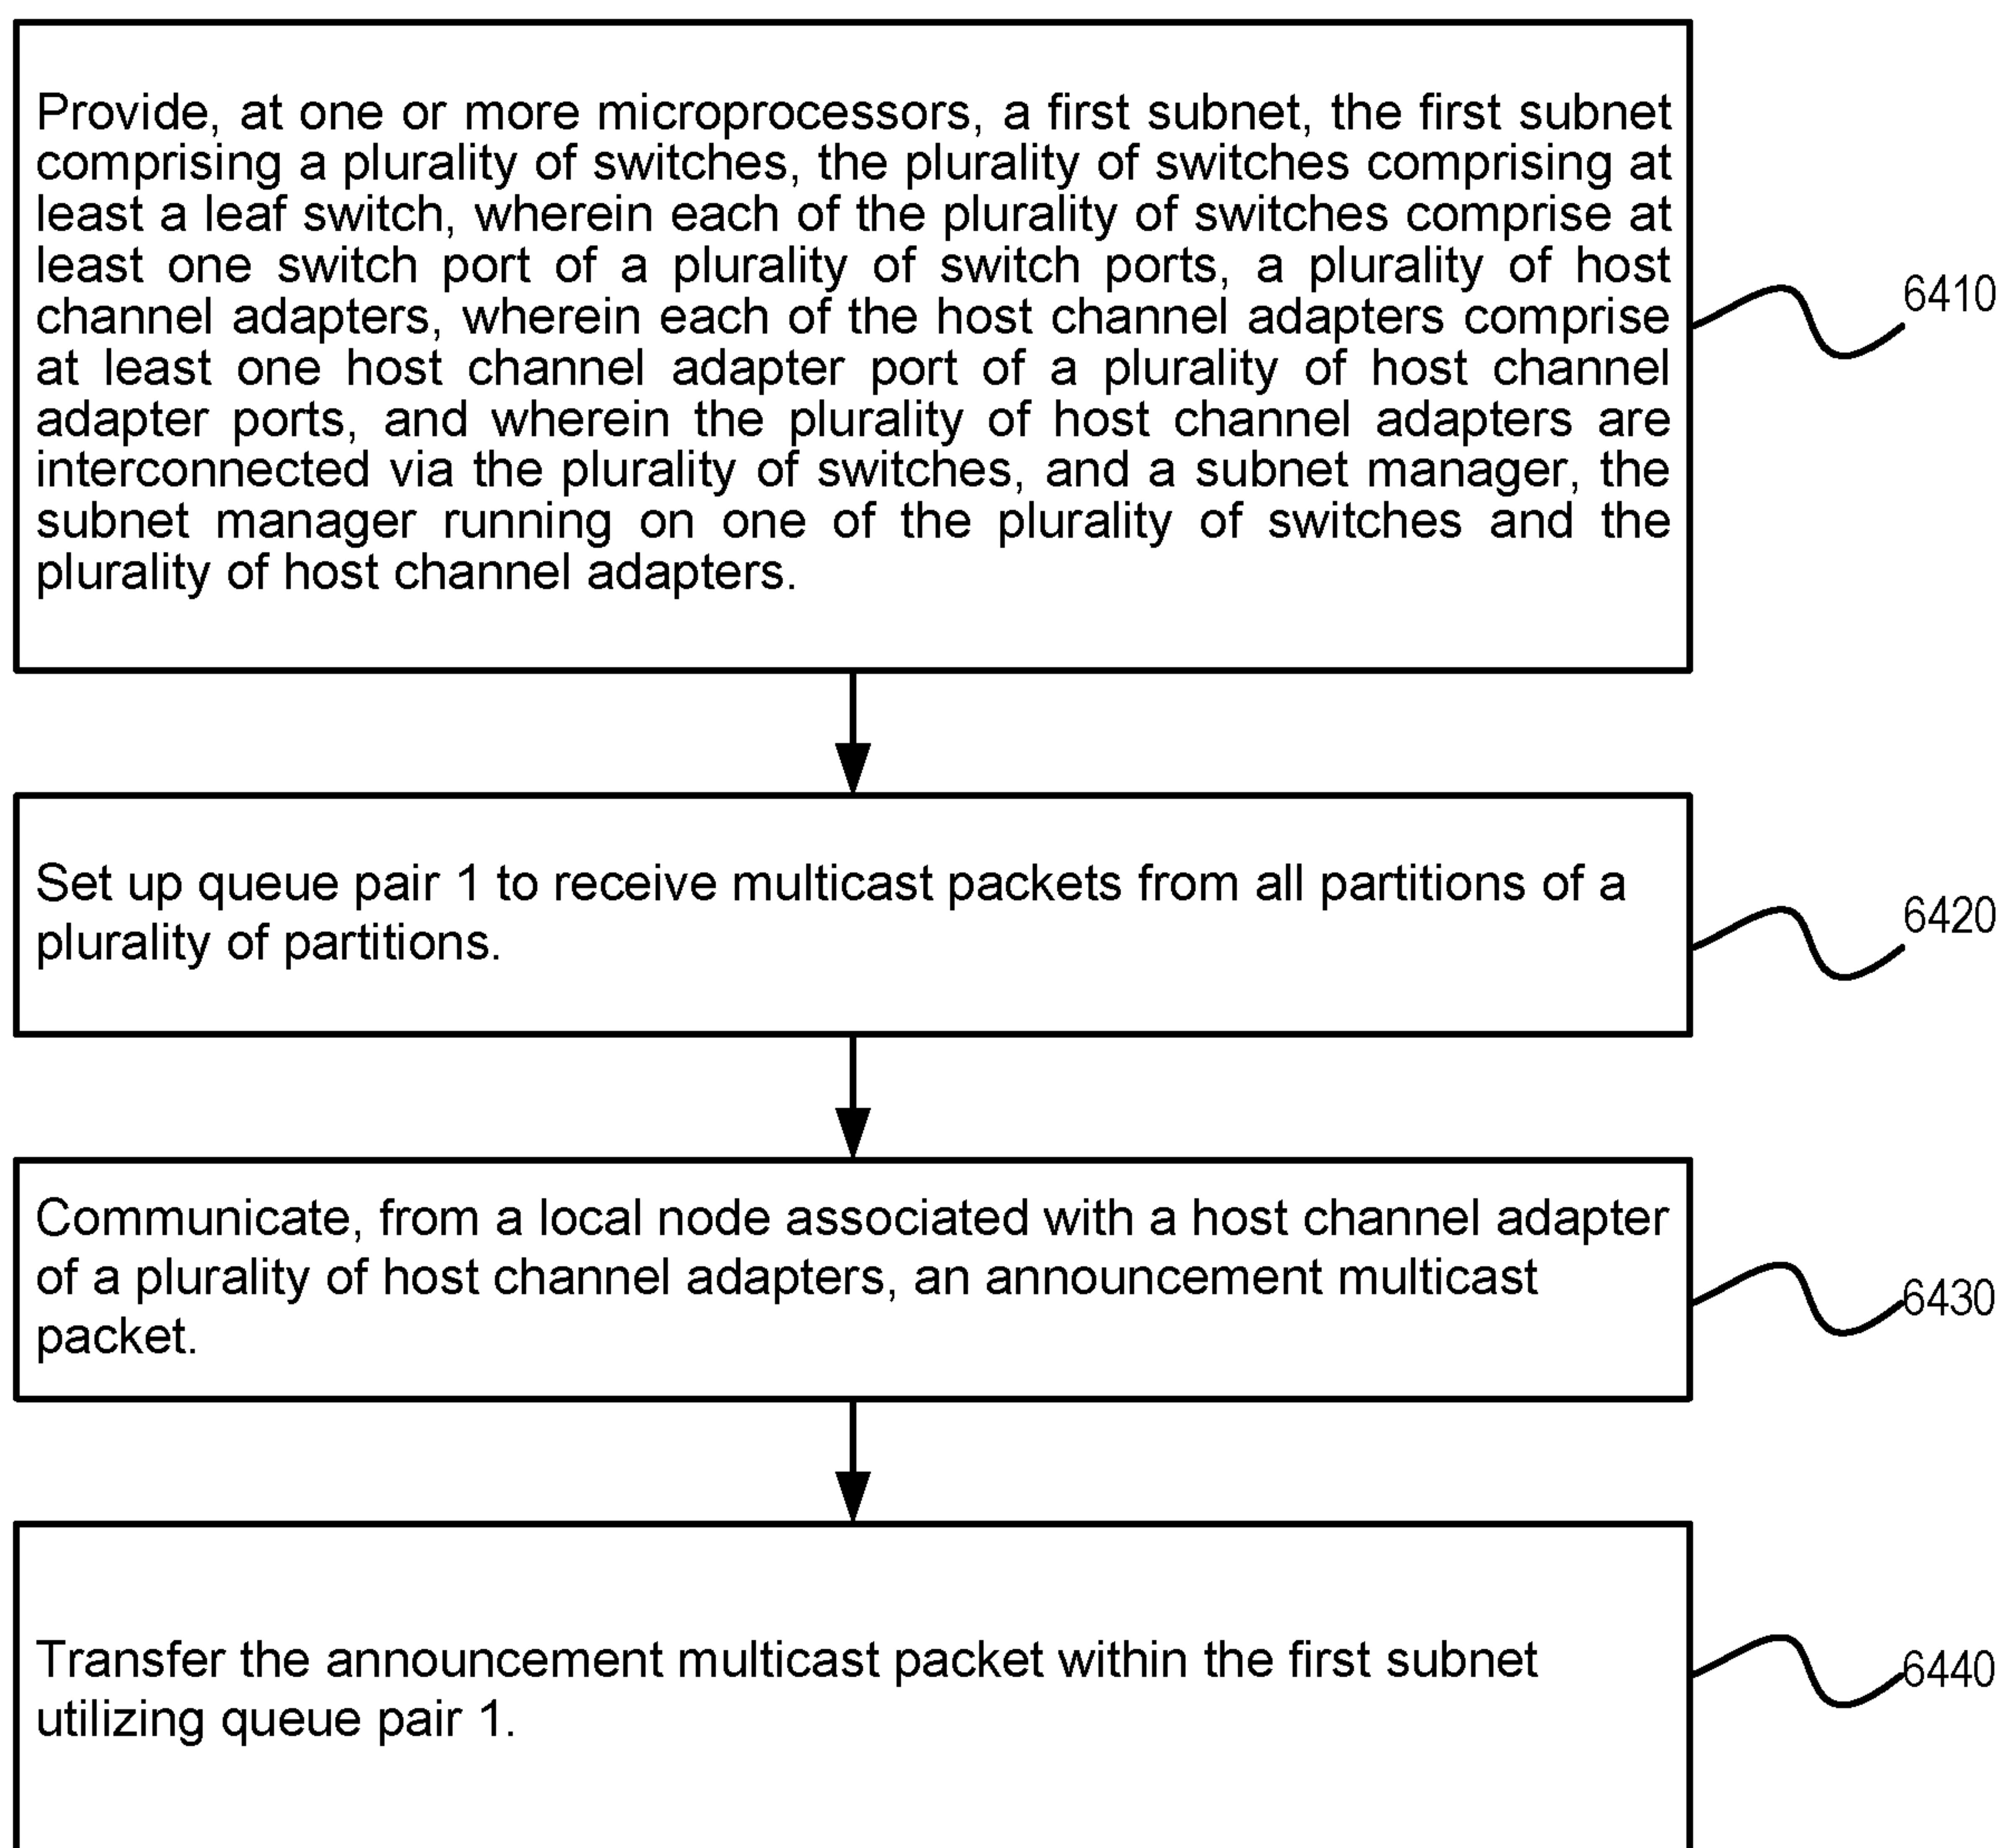 Provide, at one or more microprocessors, a first subnet, the first subnet
comprising a plurality of switches, the plurality of switches comprising at
least a leaf switch, wherein each of the plurality of switches comprise at
least one switch port of a plurality of switch ports, a plurality of host
channel adapters, wherein each of the host channel adapters comprise
at least one host channel adapter port of a plurality of host channel
adapter ports, and wherein the plurality of host channel adapters are
interconnected via the plurality of switches, and a subnet manager, the
subnet manager running on one of the plurality of switches and the
plurality of host channel adapters.
6410
Set up queue pair 1 to receive multicast packets from all partitions of a
plurality of partitions.
6420
Communicate, from a local node associated with a host channel adapter
of a plurality of host channel adapters, an announcement multicast
packet.
6430
Transfer the announcement multicast packet within the first subnet
utilizing queue pair 1.
6440